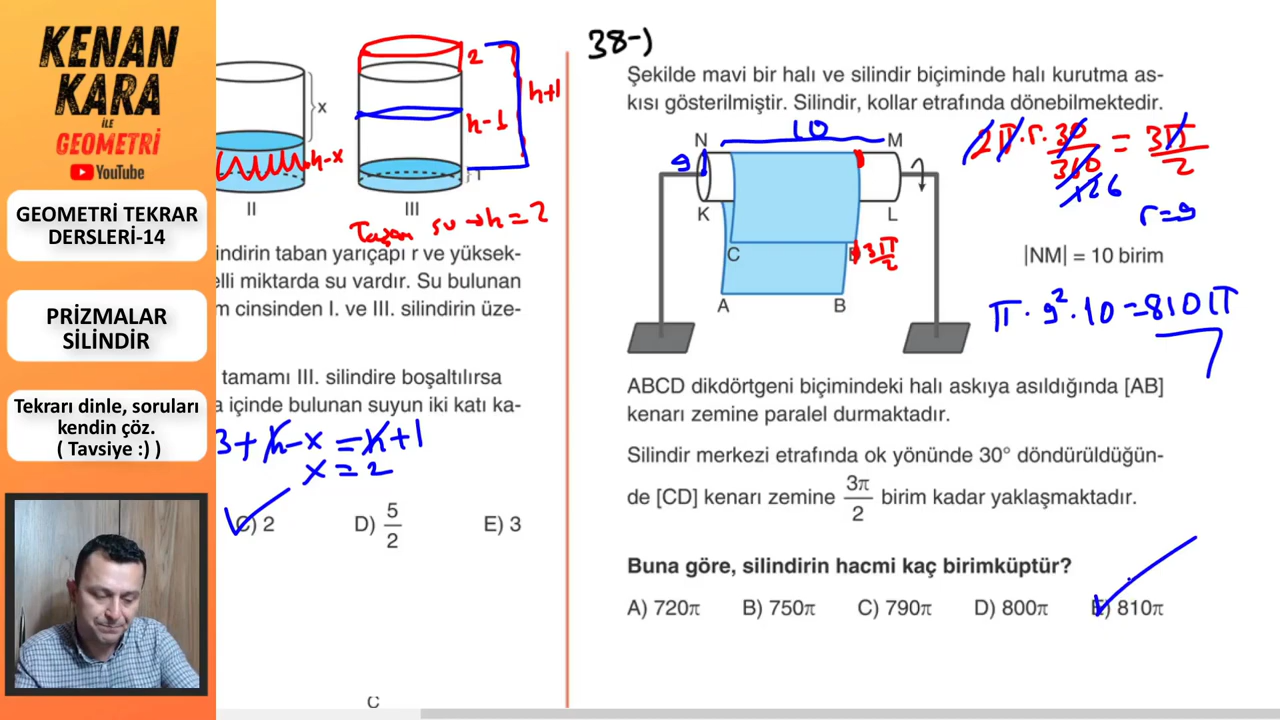 KENAN
KARA
İLE
GEOMETRİ
YouTube
GEOMETRİ TEKRAR
DERSLERİ-14
PRİZMALAR
SİLİNDİR
Tekrarı dinle, soruları
kendin çöz.
( Tavsiye :) )
x
h-x
II
2
h-1
h+1
1
III
Taşan su → h = 2
indirin taban yarıçapı r ve yüksek-
elli miktarda su vardır. Su bulunan
m cinsinden I. ve III. silindirin üze-
tamamı III. silindire boşaltılırsa
a içinde bulunan suyun iki katı ka-
3 + h - x = h + 1
x = 2
C) 2 D) 5/2 E) 3
C
38-)
Şekilde mavi bir halı ve silindir biçiminde halı kurutma as-
kısı gösterilmiştir. Silindir, kollar etrafında dönebilmektedir.
N 10 M
9
K L
C 3π/2
A B
2π · r · 30/360 = 3π/2
12 6
r = 9
|NM| = 10 birim
π · 9² · 10 = 810π
ABCD dikdörtgeni biçimindeki halı askıya asıldığında [AB]
kenarı zemine paralel durmaktadır.
Silindir merkezi etrafında ok yönünde 30° döndürüldüğün-
de [CD] kenarı zemine 3π/2 birim kadar yaklaşmaktadır.
Buna göre, silindirin hacmi kaç birimküptür?
A) 720π B) 750π C) 790π D) 800π E) 810π